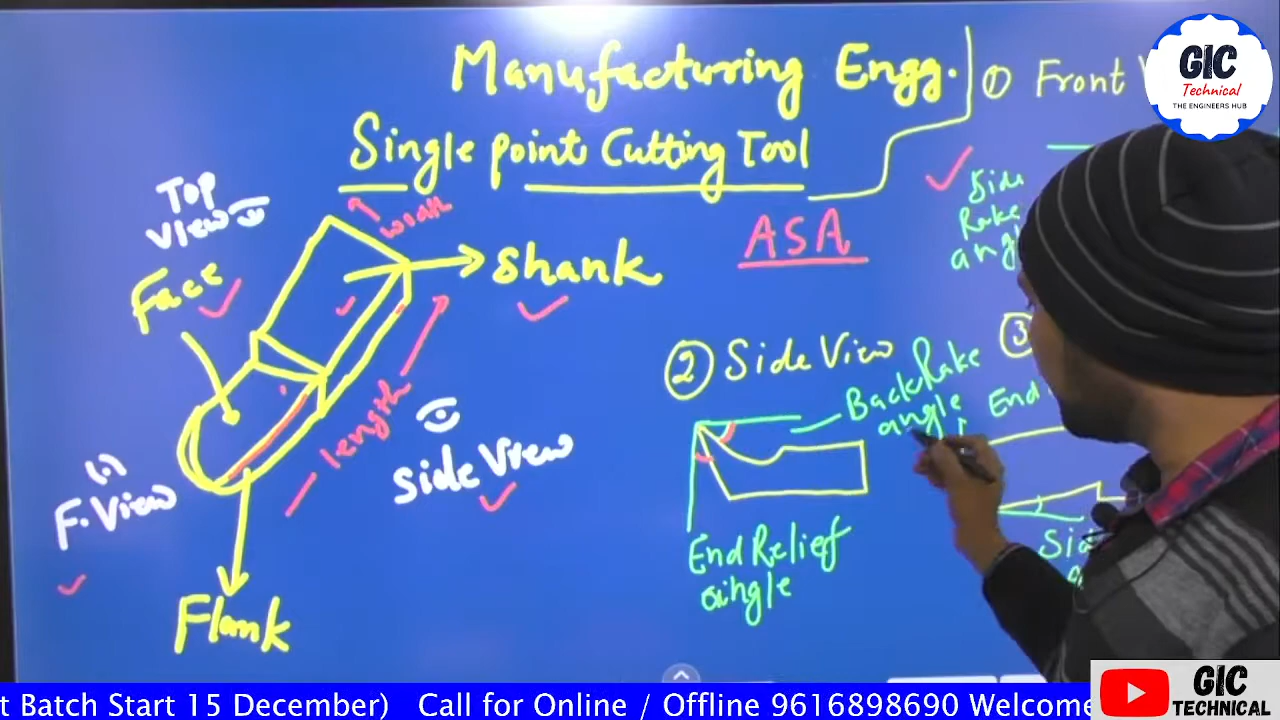 Manufacturing Engg.
Single point Cutting Tool
ASA
Top
View
Face
width
Shank
length
Side View
F. View
Flank
① Front
Side
Rake
② Side View
Back Rake
angle
End Relief
angle
③
End
GIC
Technical
THE ENGINEERS HUB
t Batch Start 15 December) Call for Online / Offline 9616898690 Welcome
GIC
TECHNICAL